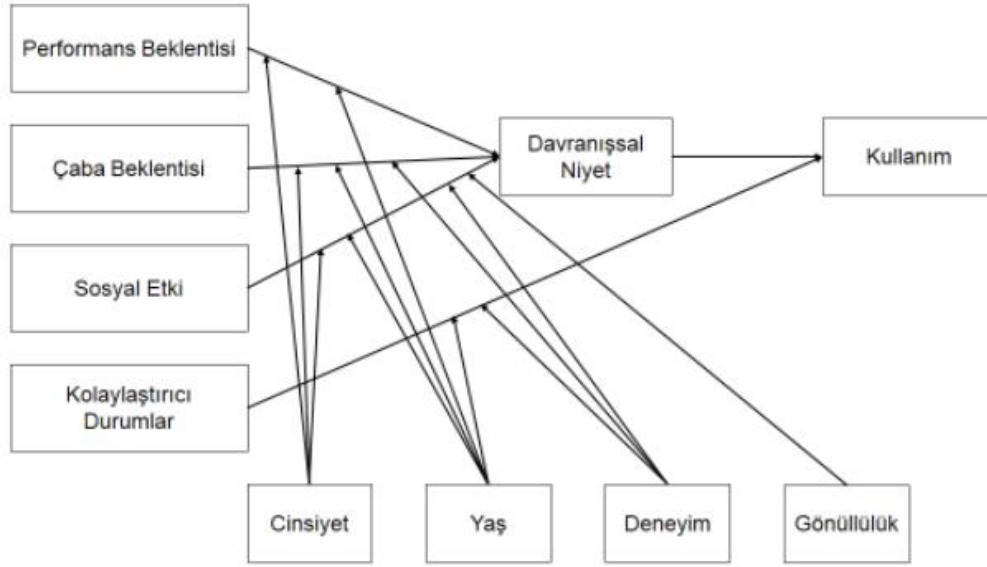 Performans Beklentisi
Çaba Beklentisi
Sosyal Etki
Kolaylaştırıcı
Durumlar
Davranışsal
Niyet
Kullanım
Cinsiyet
Yaş
Deneyim
Gönüllülük